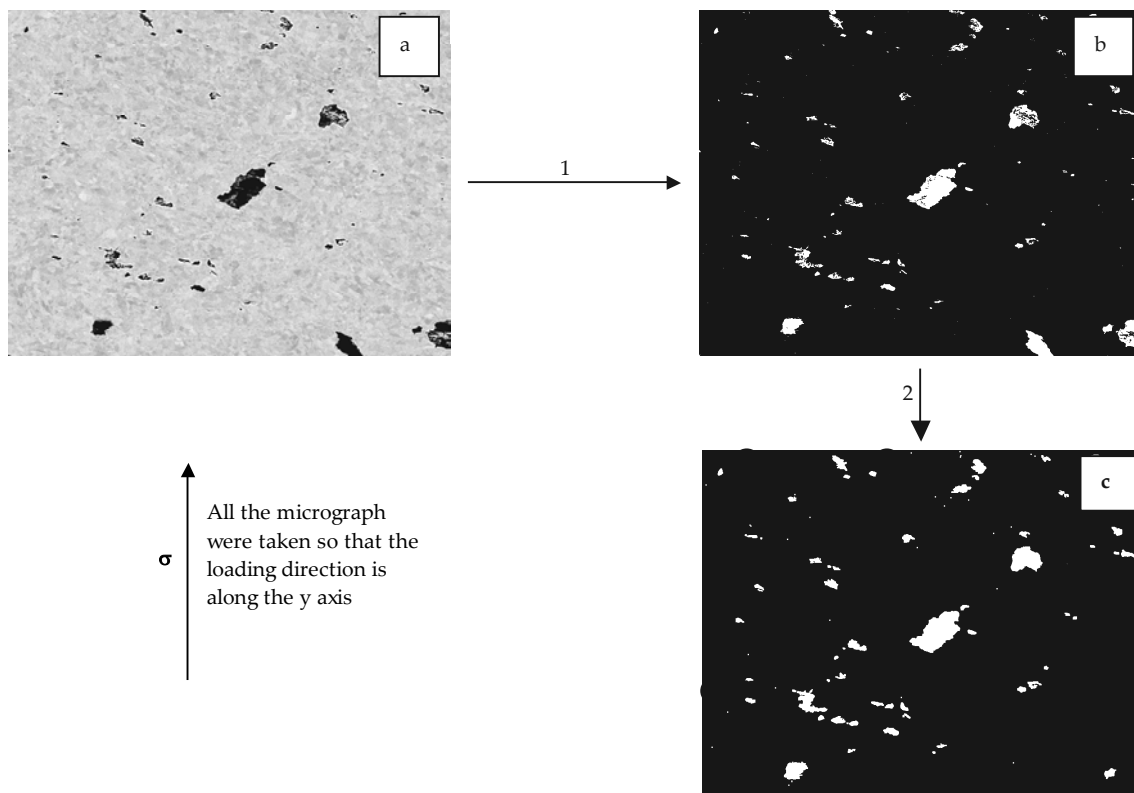 a
b
1
2
c
σ
All the micrograph
were taken so that the
loading direction is
along the y axis